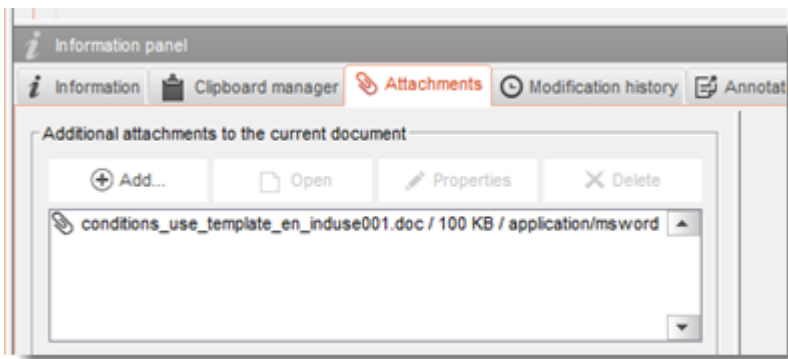 Information panel
Information Clipboard manager Attachments Modification history Annotat
Additional attachments to the current document
Add... Open Properties Delete
conditions_use_template_en_induse001.doc / 100 KB / application/msword